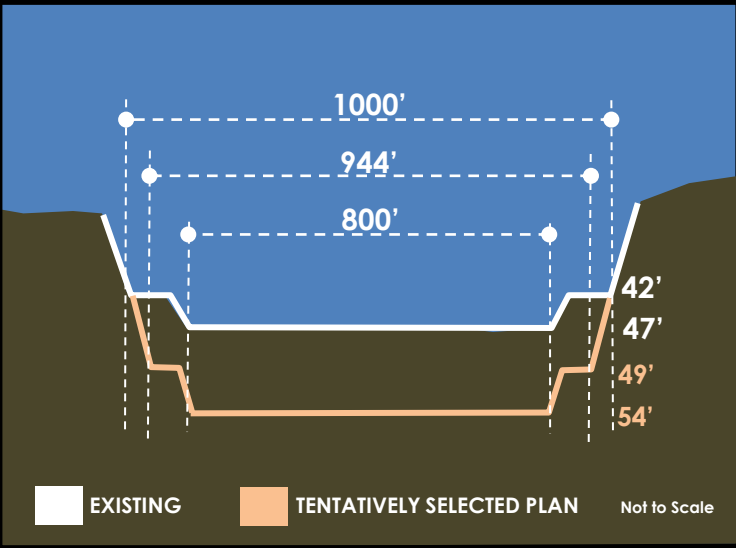 1000’
944’
800’
42’
47’
49’
54’
EXISTING
TENTATIVELY SELECTED PLAN
Not to Scale